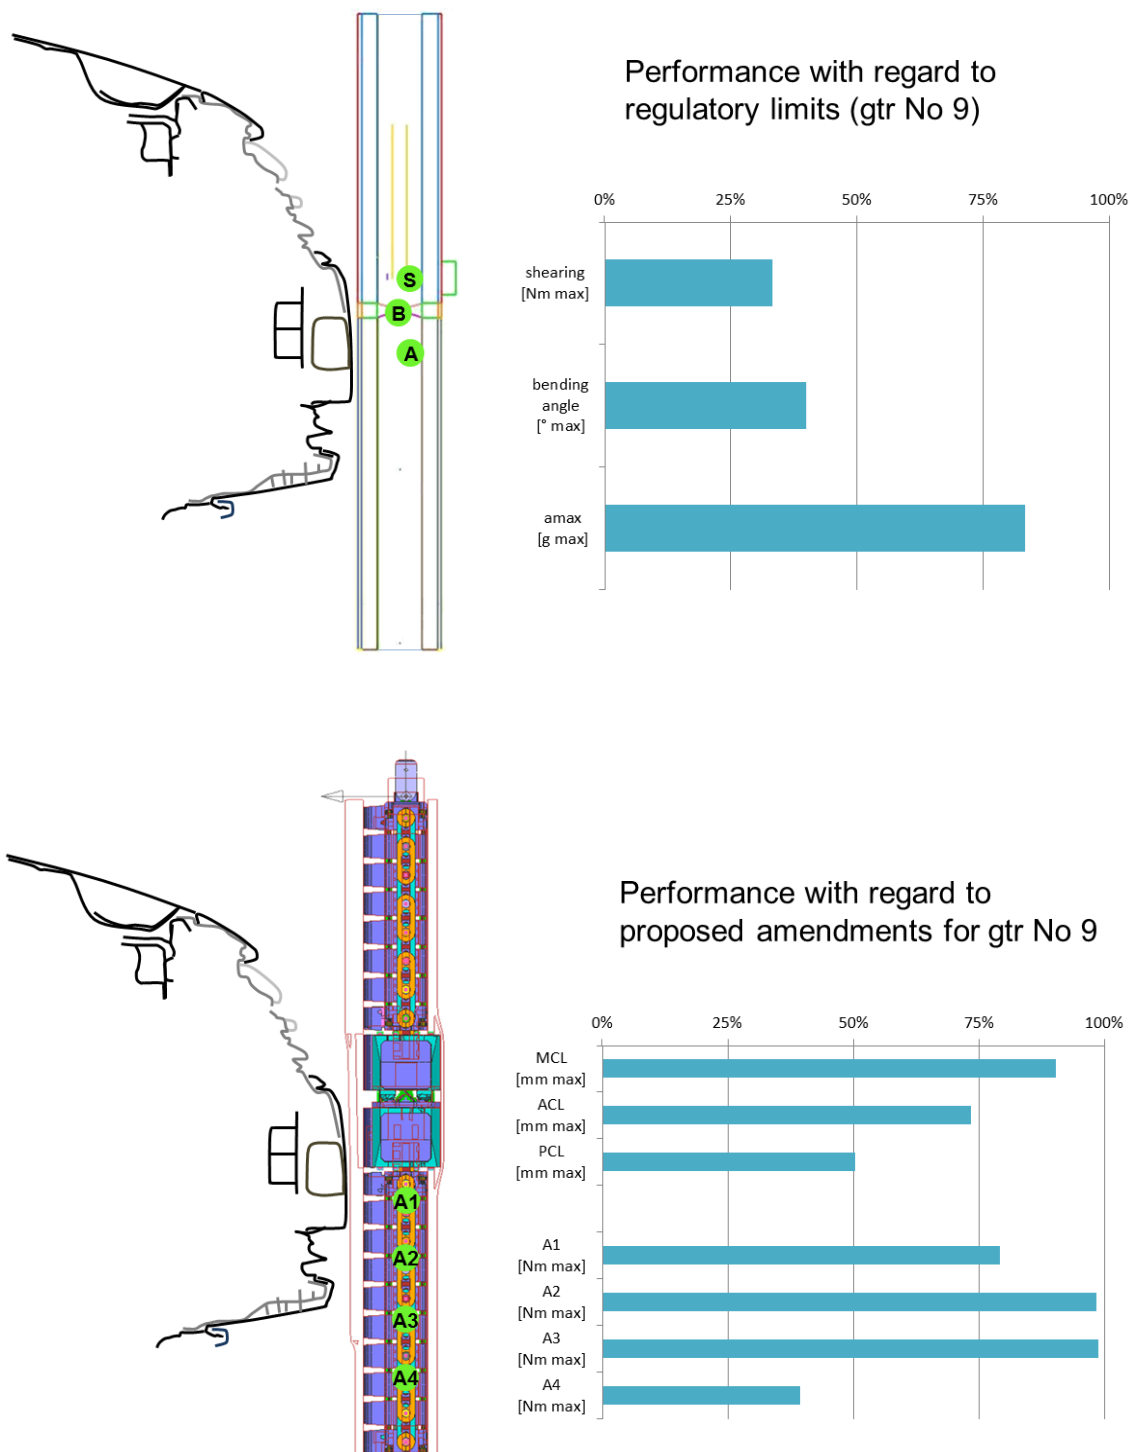 Performance with regard to
regulatory limits (gtr No 9)
0% 25% 50% 75% 100%
shearing
[Nm max]
bending
angle
[° max]
amax
[g max]
S
B
A
Performance with regard to
proposed amendments for gtr No 9
0% 25% 50% 75% 100%
MCL
[mm max]
ACL
[mm max]
PCL
[mm max]
A1
[Nm max]
A2
[Nm max]
A3
[Nm max]
A4
[Nm max]
A1
A2
A3
A4